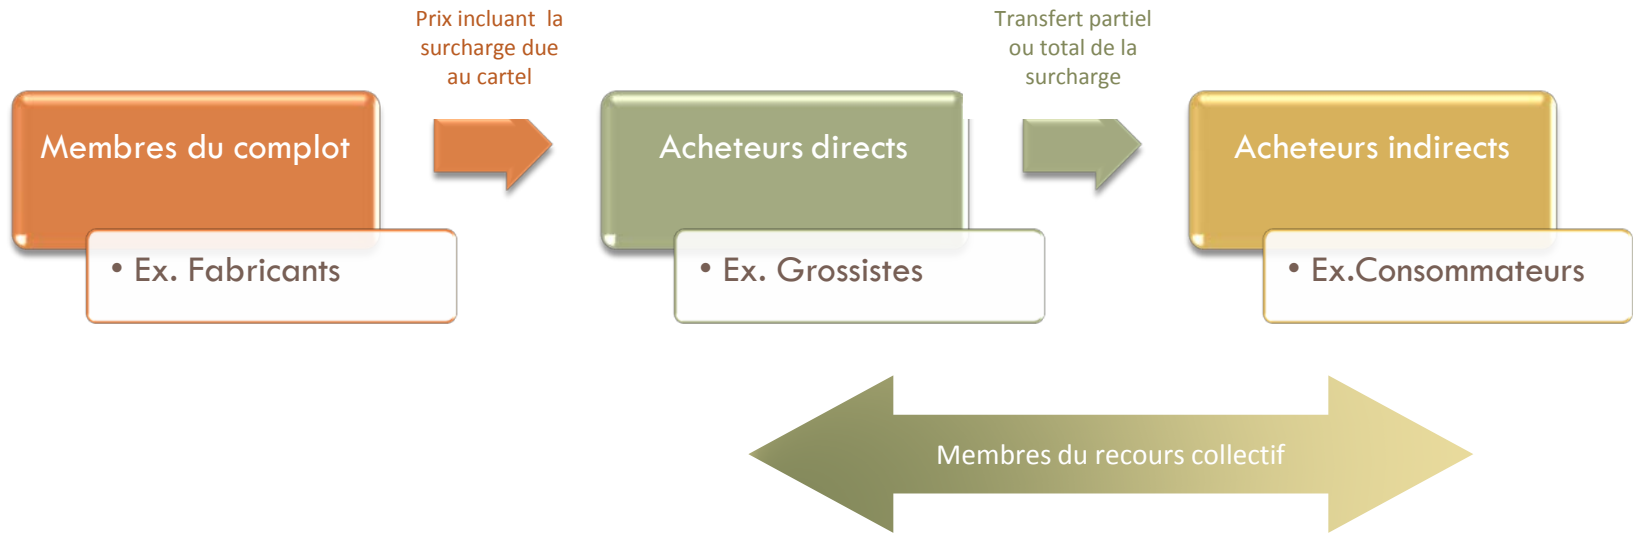 Prix incluant la
surcharge due
au cartel
Transfert partiel
ou total de la
surcharge
Membres du complot
Acheteurs directs
Acheteurs indirects
• Ex. Fabricants
• Ex. Grossistes
• Ex.Consommateurs
Membres du recours collectif